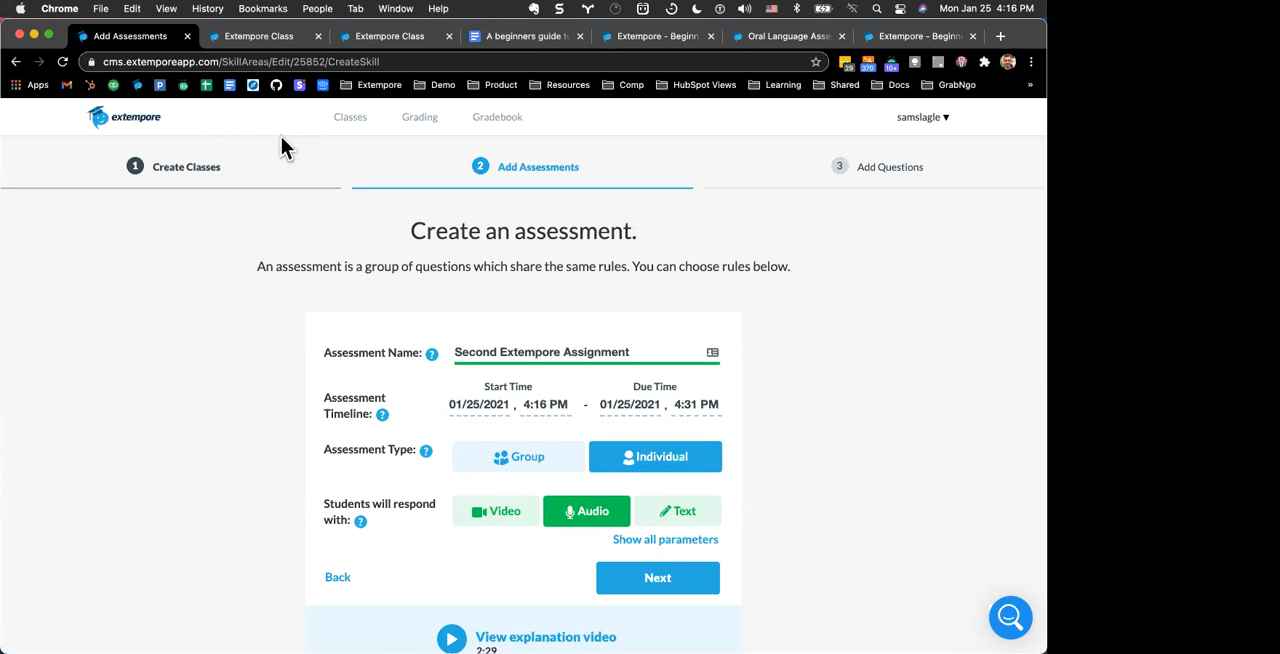 Chrome File Edit View History Bookmarks People Tab Window Help Mon Jan 25 4:16 PM
Add Assessments Extempore Class Extempore Class A beginners guide to Extempore - Beginn Oral Language Asse Extempore - Beginn
cms.extemporeapp.com/SkillAreas/Edit/25852/CreateSkill 29 370 10+
Apps Extempore Demo Product Resources Comp HubSpot Views Learning Shared Docs GrabNgo »
extempore Classes Grading Gradebook samslagle ▼
1 Create Classes 2 Add Assessments 3 Add Questions
Create an assessment.
An assessment is a group of questions which share the same rules. You can choose rules below.
Assessment Name: ? Second Extempore Assignment
Start Time Due Time
Assessment
Timeline: ? 01/25/2021 , 4:16 PM - 01/25/2021 , 4:31 PM
Assessment Type: ? Group Individual
Students will respond
with: ? Video Audio Text
Show all parameters
Back Next
View explanation video
2:29